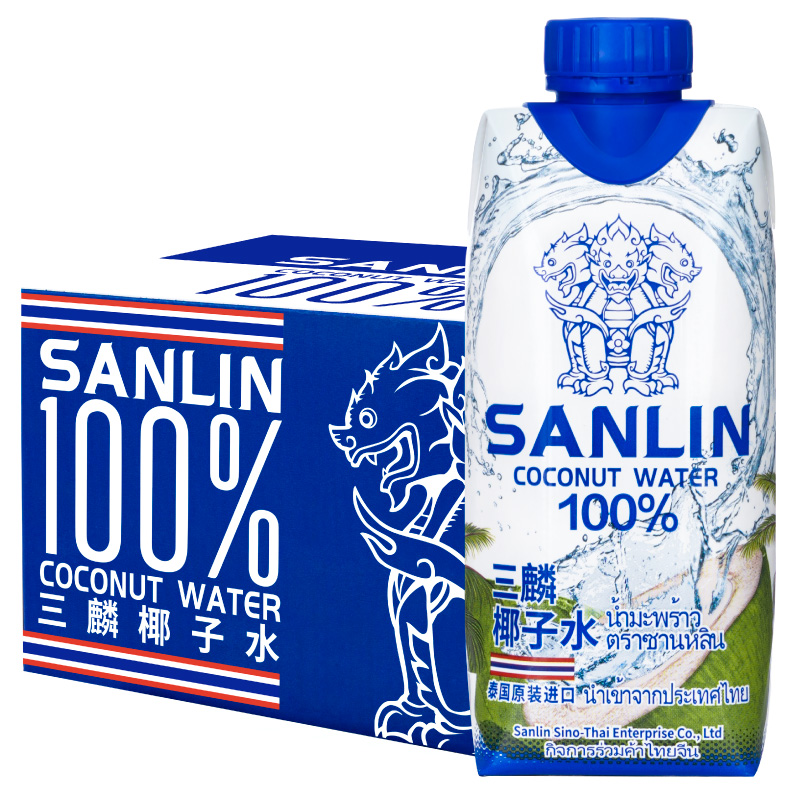 SANLIN
COCONUT WATER
100%
SANLIN
100%
COCONUT WATER
三麟椰子水
SANLIN
COCONUT WATER
100%
三麟
椰子水
น้ำมะพร้าว
ตราซานหลิน
泰国原装进口 นำเข้าจากประเทศไทย
Sanlin Sino-Thai Enterprise Co., Ltd
กิจการร่วมค้าไทยจีน